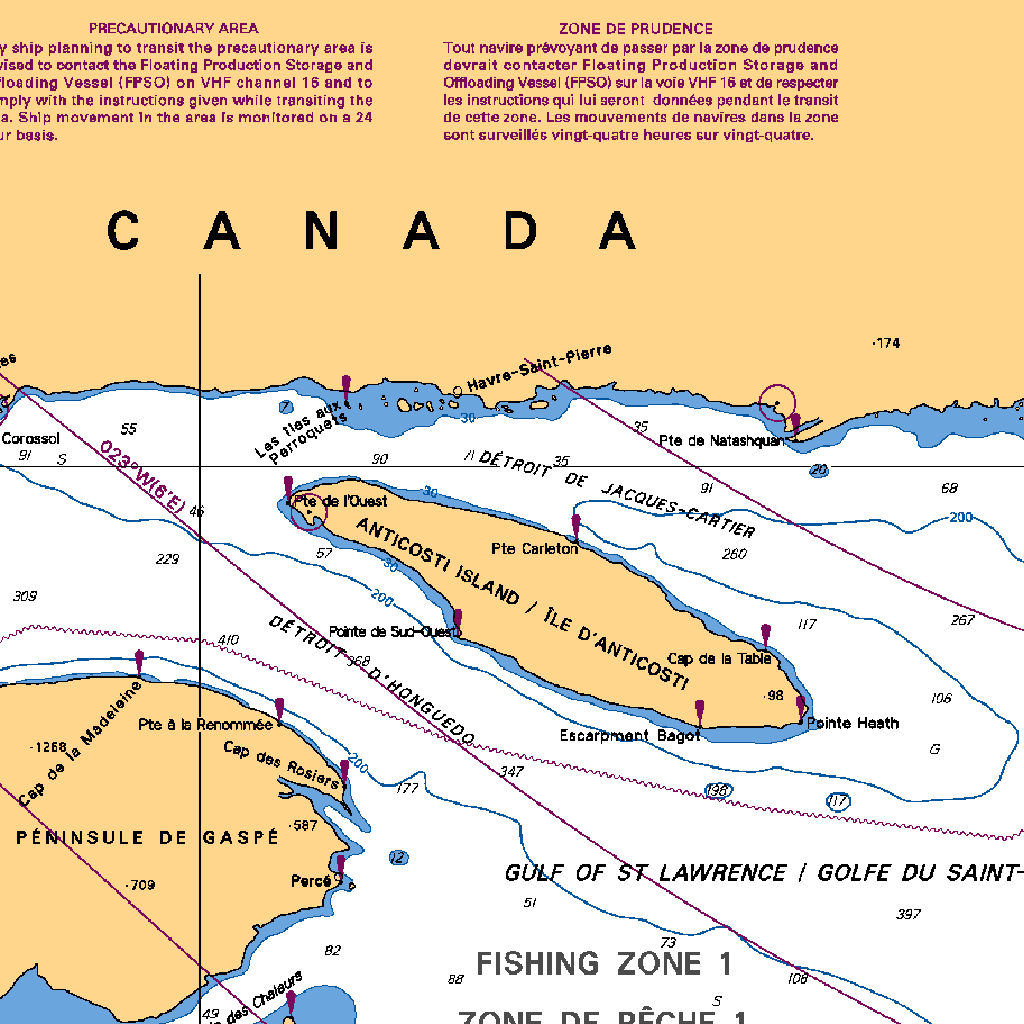 PRECAUTIONARY AREA
y ship planning to transit the precautionary area is
vised to contact the Floating Production Storage and
floading Vessel (FPSO) on VHF channel 16 and to
mply with the instructions given while transiting the
a. Ship movement in the area is monitored on a 24
ur basis.
ZONE DE PRUDENCE
Tout navire prévoyant de passer par la zone de prudence
devrait contacter Floating Production Storage and
Offloading Vessel (FPSO) sur la voie VHF 16 et de respecter
les instructions qui lui seront données pendant le transit
de cette zone. Les mouvements de navires dans la zone
sont surveillés vingt-quatre heures sur vingt-quatre.
CANADA
174
es
Havre-Saint-Pierre
7
Les Îles aux
Perroquets
30
55
35
Corossol
Pte de Natashquan
91
S
90
DÉTROIT DE JACQUES-CARTIER
35
20
023°W(6'E)
91
68
30
Pte de l'Ouest
46
200
ANTICOSTI ISLAND / ÎLE D'ANTICOSTI
57
Pte Carleton
280
229
30
309
200
117
267
DÉTROIT D'HONGUEDO
Pointe de Sud-Ouest
410
368
Cap de la Table
98
106
Cap de la Madeleine
Pte à la Renommée
Pointe Heath
Escarpment Bagot
1268
Cap des Rosiers
G
200
347
177
196
117
587
PÉNINSULE DE GASPÉ
12
GULF OF ST LAWRENCE / GOLFE DU SAINT-
Percé
709
51
397
82
73
88
FISHING ZONE 1
106
des Chaleurs
S
49
ZONE DE PÊCHE 1